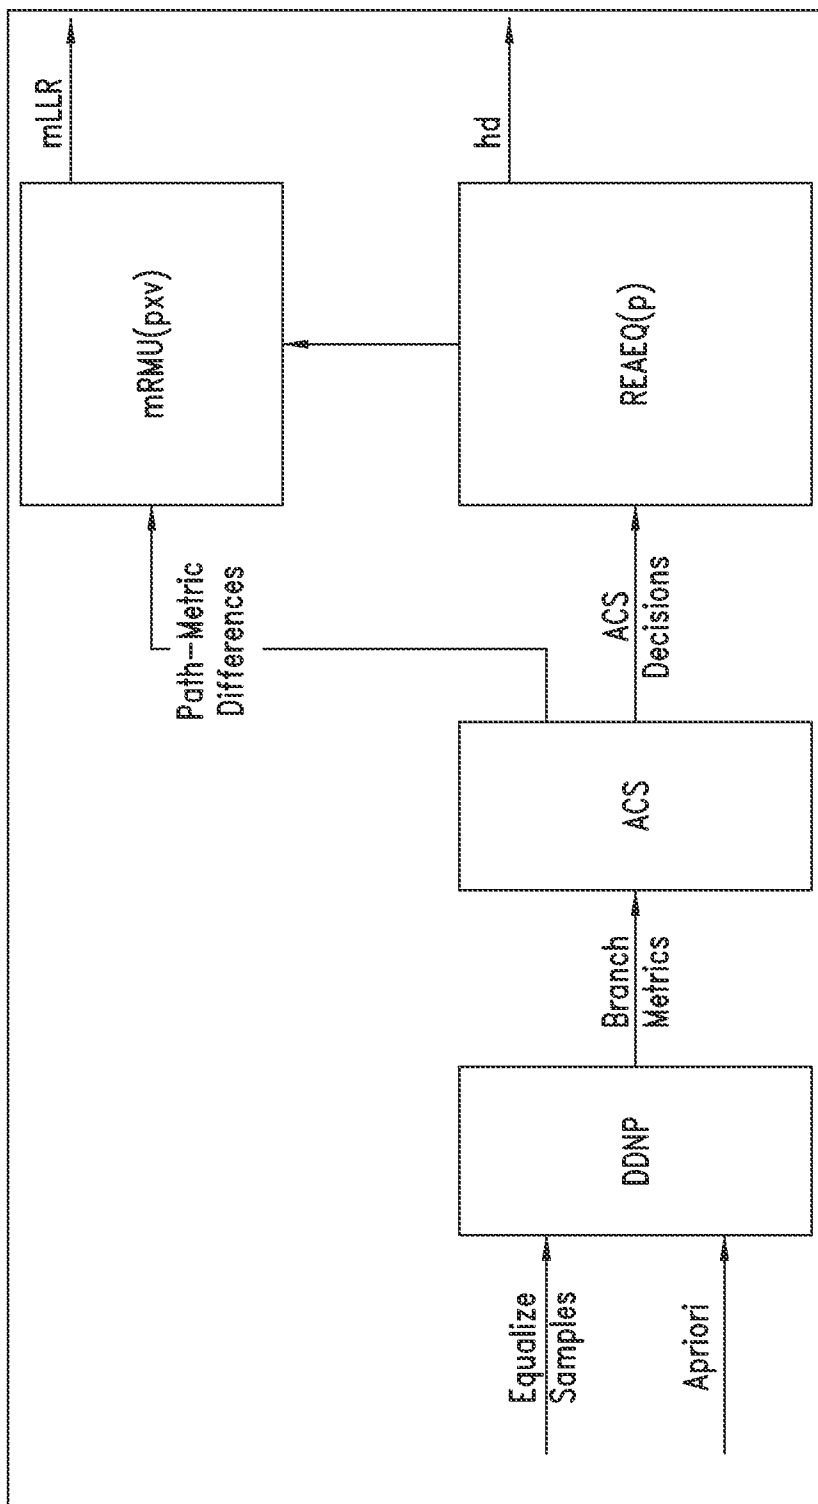 Equalize
Samples
Apriori
DDNP
Branch
Metrics
ACS
Path-Metric
Differences
ACS
Decisions
mRMU(pxv)
REAEQ(p)
mLLR
hd